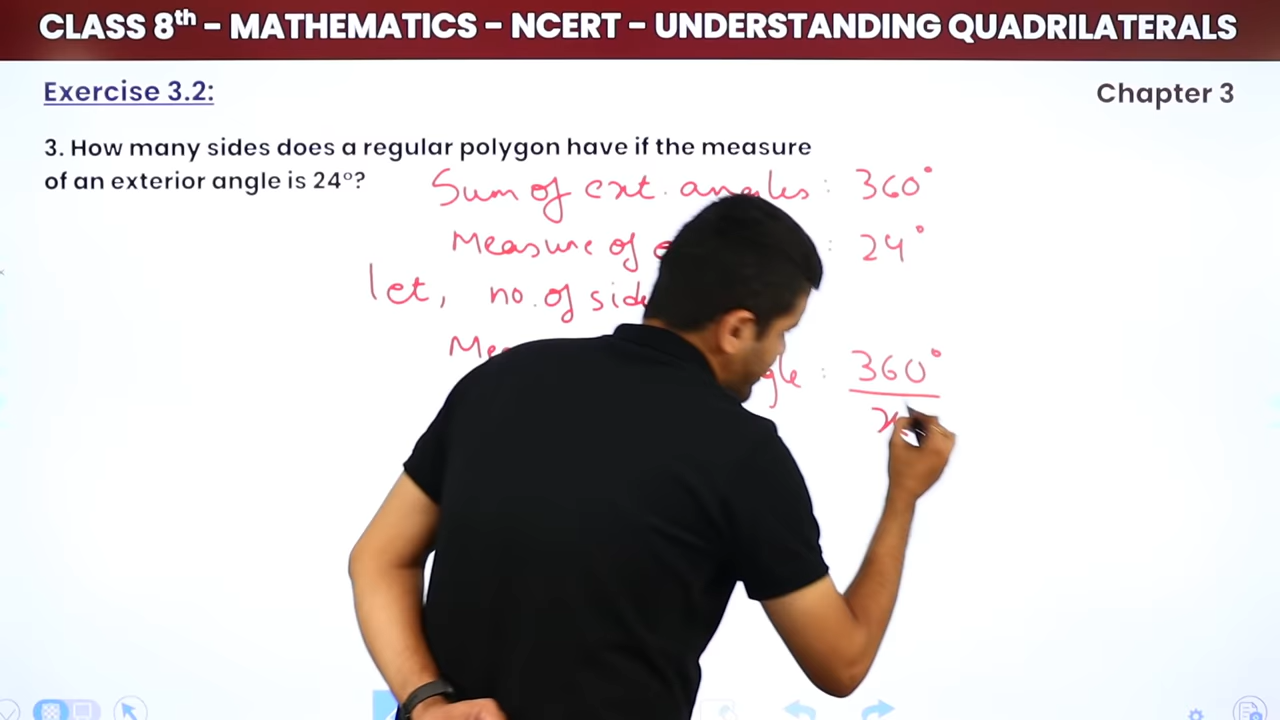 CLASS 8th – MATHEMATICS – NCERT – UNDERSTANDING QUADRILATERALS
Exercise 3.2:
Chapter 3
3. How many sides does a regular polygon have if the measure
of an exterior angle is 24°?
Sum of ext. angles : 360°
Measure of : 24°
let, no. of side
: 360°
x